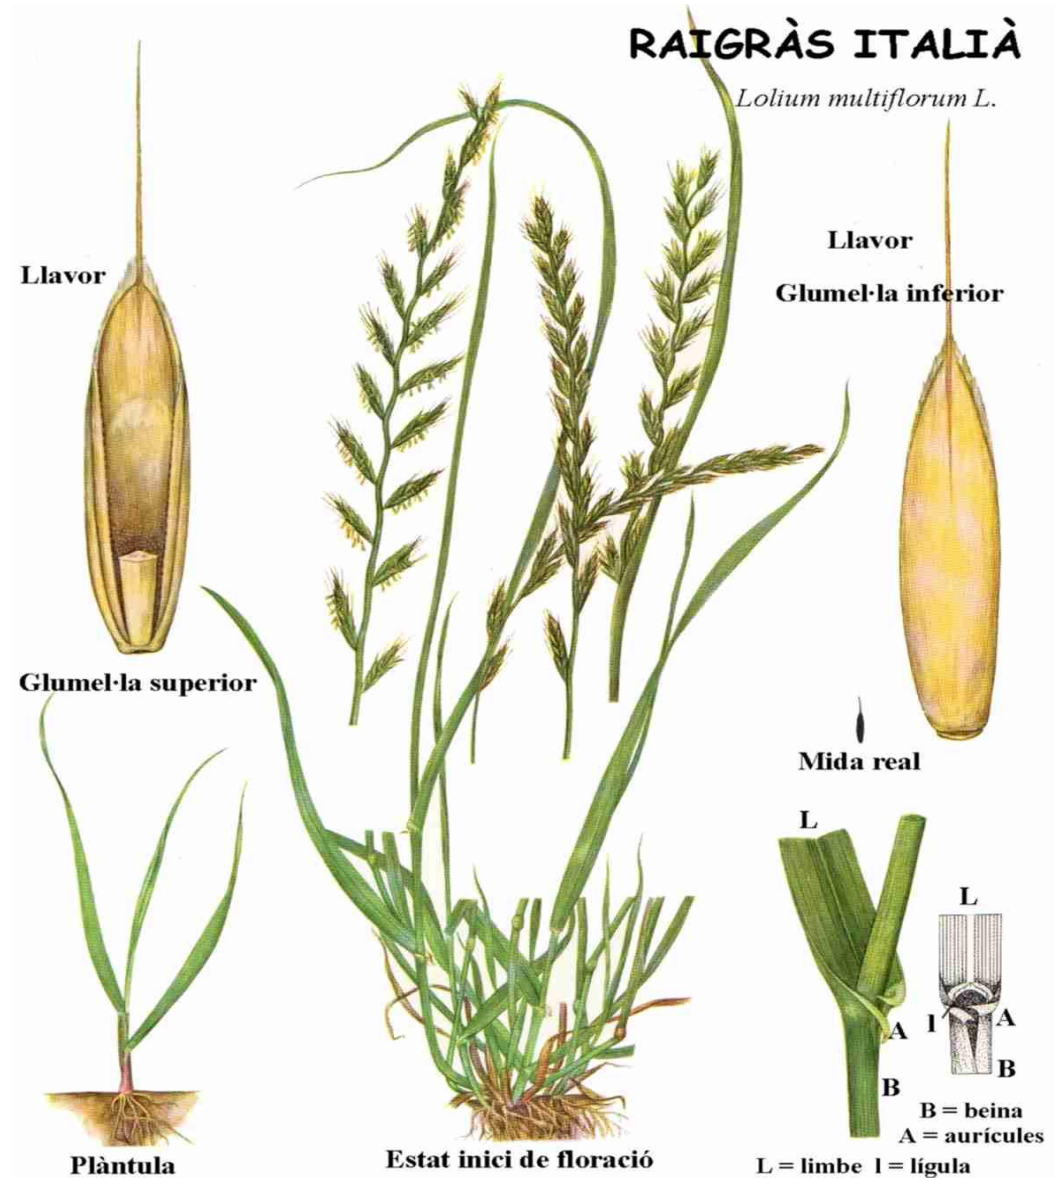 RAIGRÀS ITALIÀ
Lolium multiflorum L.
Llavor
Llavor
Glumel·la inferior
Glumel·la superior
Mida real
L
L
A
l
A
B
B
B = beina
A = aurícules
L = limbe l = lígula
Plàntula
Estat inici de floració